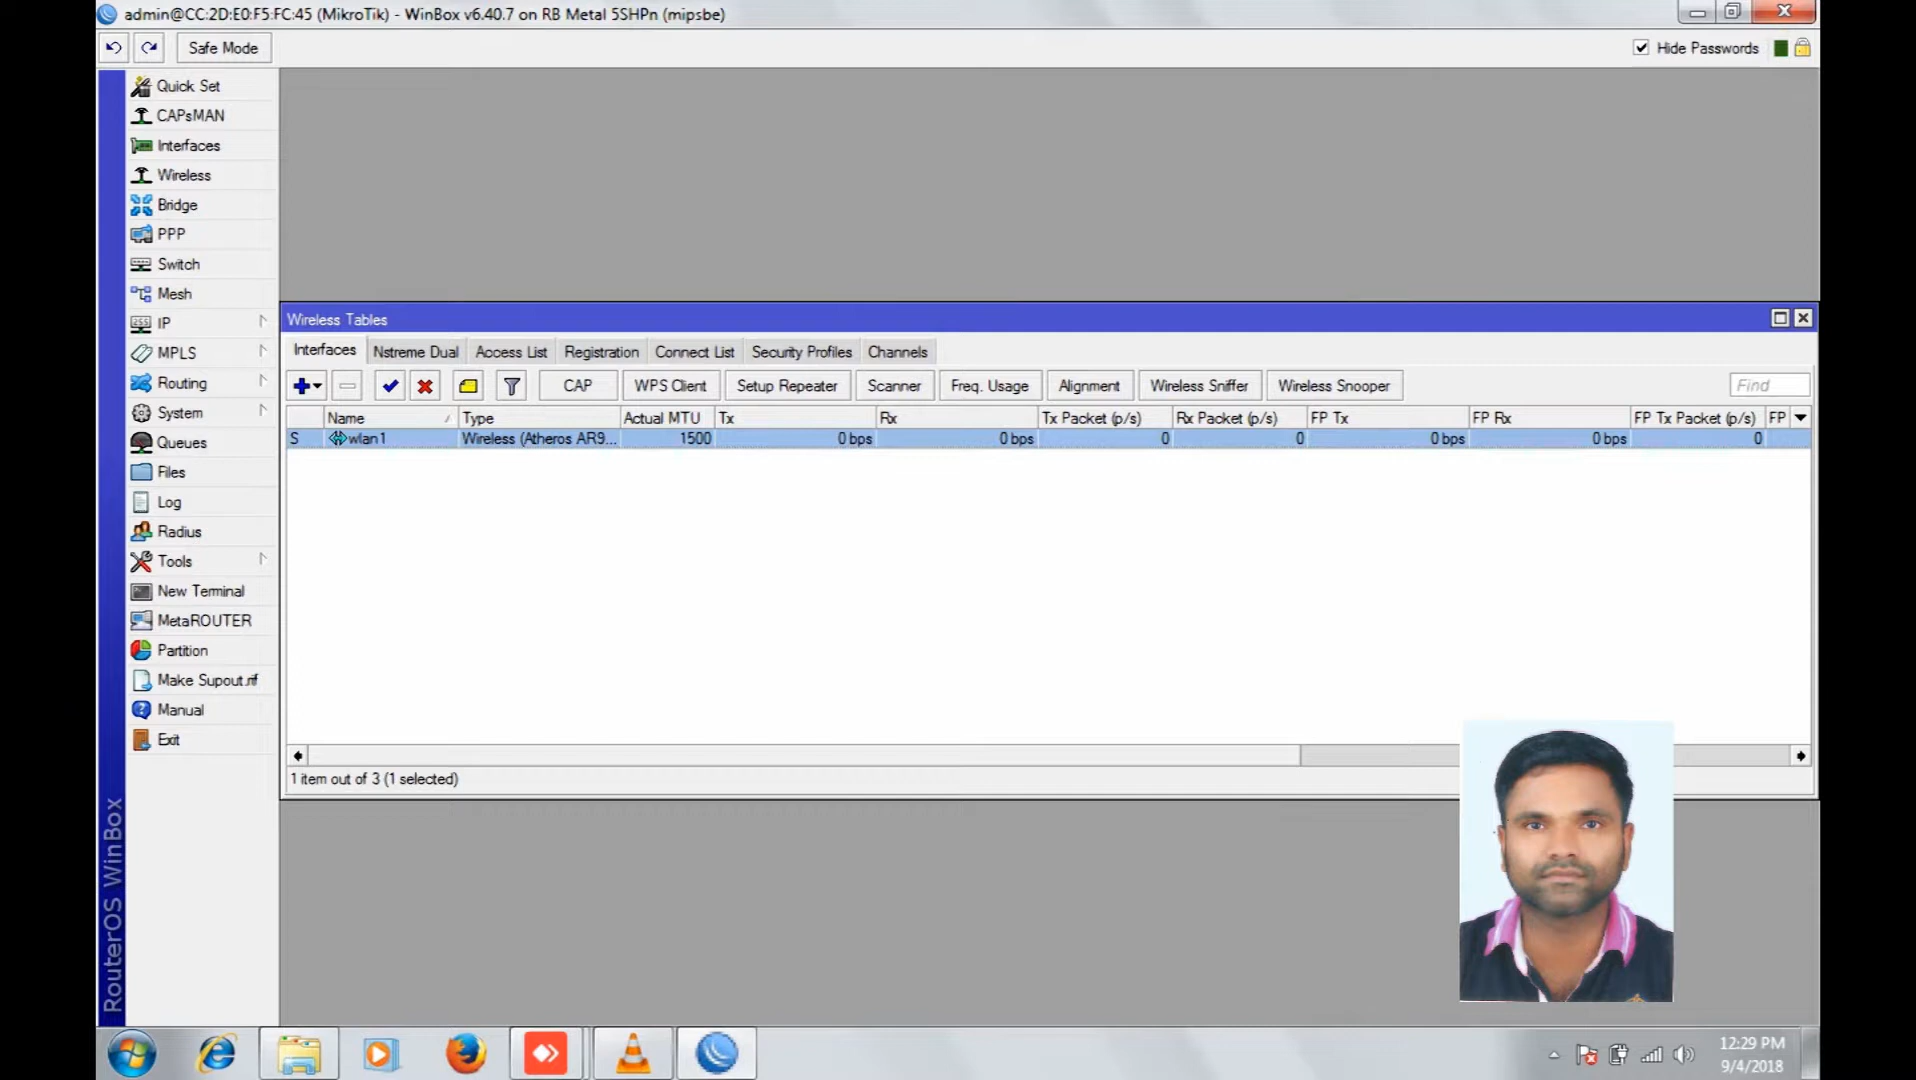 admin@CC:2D:E0:F5:FC:45 (MikroTik) - WinBox v6.40.7 on RB Metal 5SHPn (mipsbe)
Safe Mode
Hide Passwords
Quick Set
CAPsMAN
Interfaces
Wireless
Bridge
PPP
Switch
Mesh
IP
MPLS
Routing
System
Queues
Files
Log
Radius
Tools
New Terminal
MetaROUTER
Partition
Make Supout.rif
Manual
Exit
RouterOS WinBox
Wireless Tables
Interfaces Nstreme Dual Access List Registration Connect List Security Profiles Channels
CAP WPS Client Setup Repeater Scanner Freq. Usage Alignment Wireless Sniffer Wireless Snooper Find
Name Type Actual MTU Tx Rx Tx Packet (p/s) Rx Packet (p/s) FP Tx FP Rx FP Tx Packet (p/s) FP
S wlan1 Wireless (Atheros AR9... 1500 0 bps 0 bps 0 0 0 bps 0 bps 0
1 item out of 3 (1 selected)
12:29 PM
9/4/2018